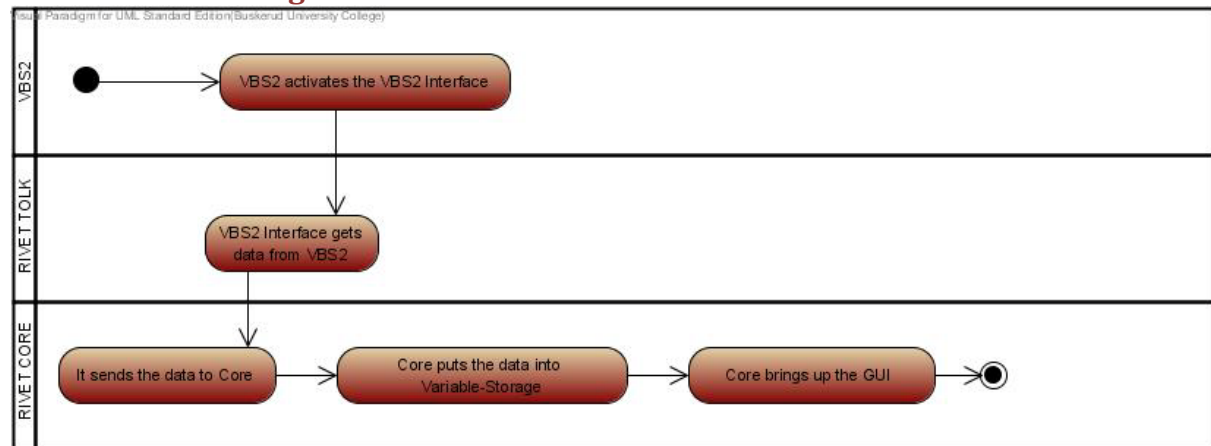 Visual Paradigm for UML Standard Edition(Buskerud University College)
VBS2
VBS2 activates the VBS2 Interface
RIVET TOLK
VBS2 Interface gets
data from VBS2
RIVET CORE
It sends the data to Core
Core puts the data into
Variable-Storage
Core brings up the GUI